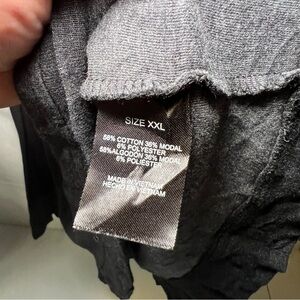 SIZE XXL
58% COTTON 36% MODAL
6% POLYESTER
58%ALGODON 36% MODAL
6% POLIESTER
MADE IN VIETNAM
HECHO EN VIETNAM